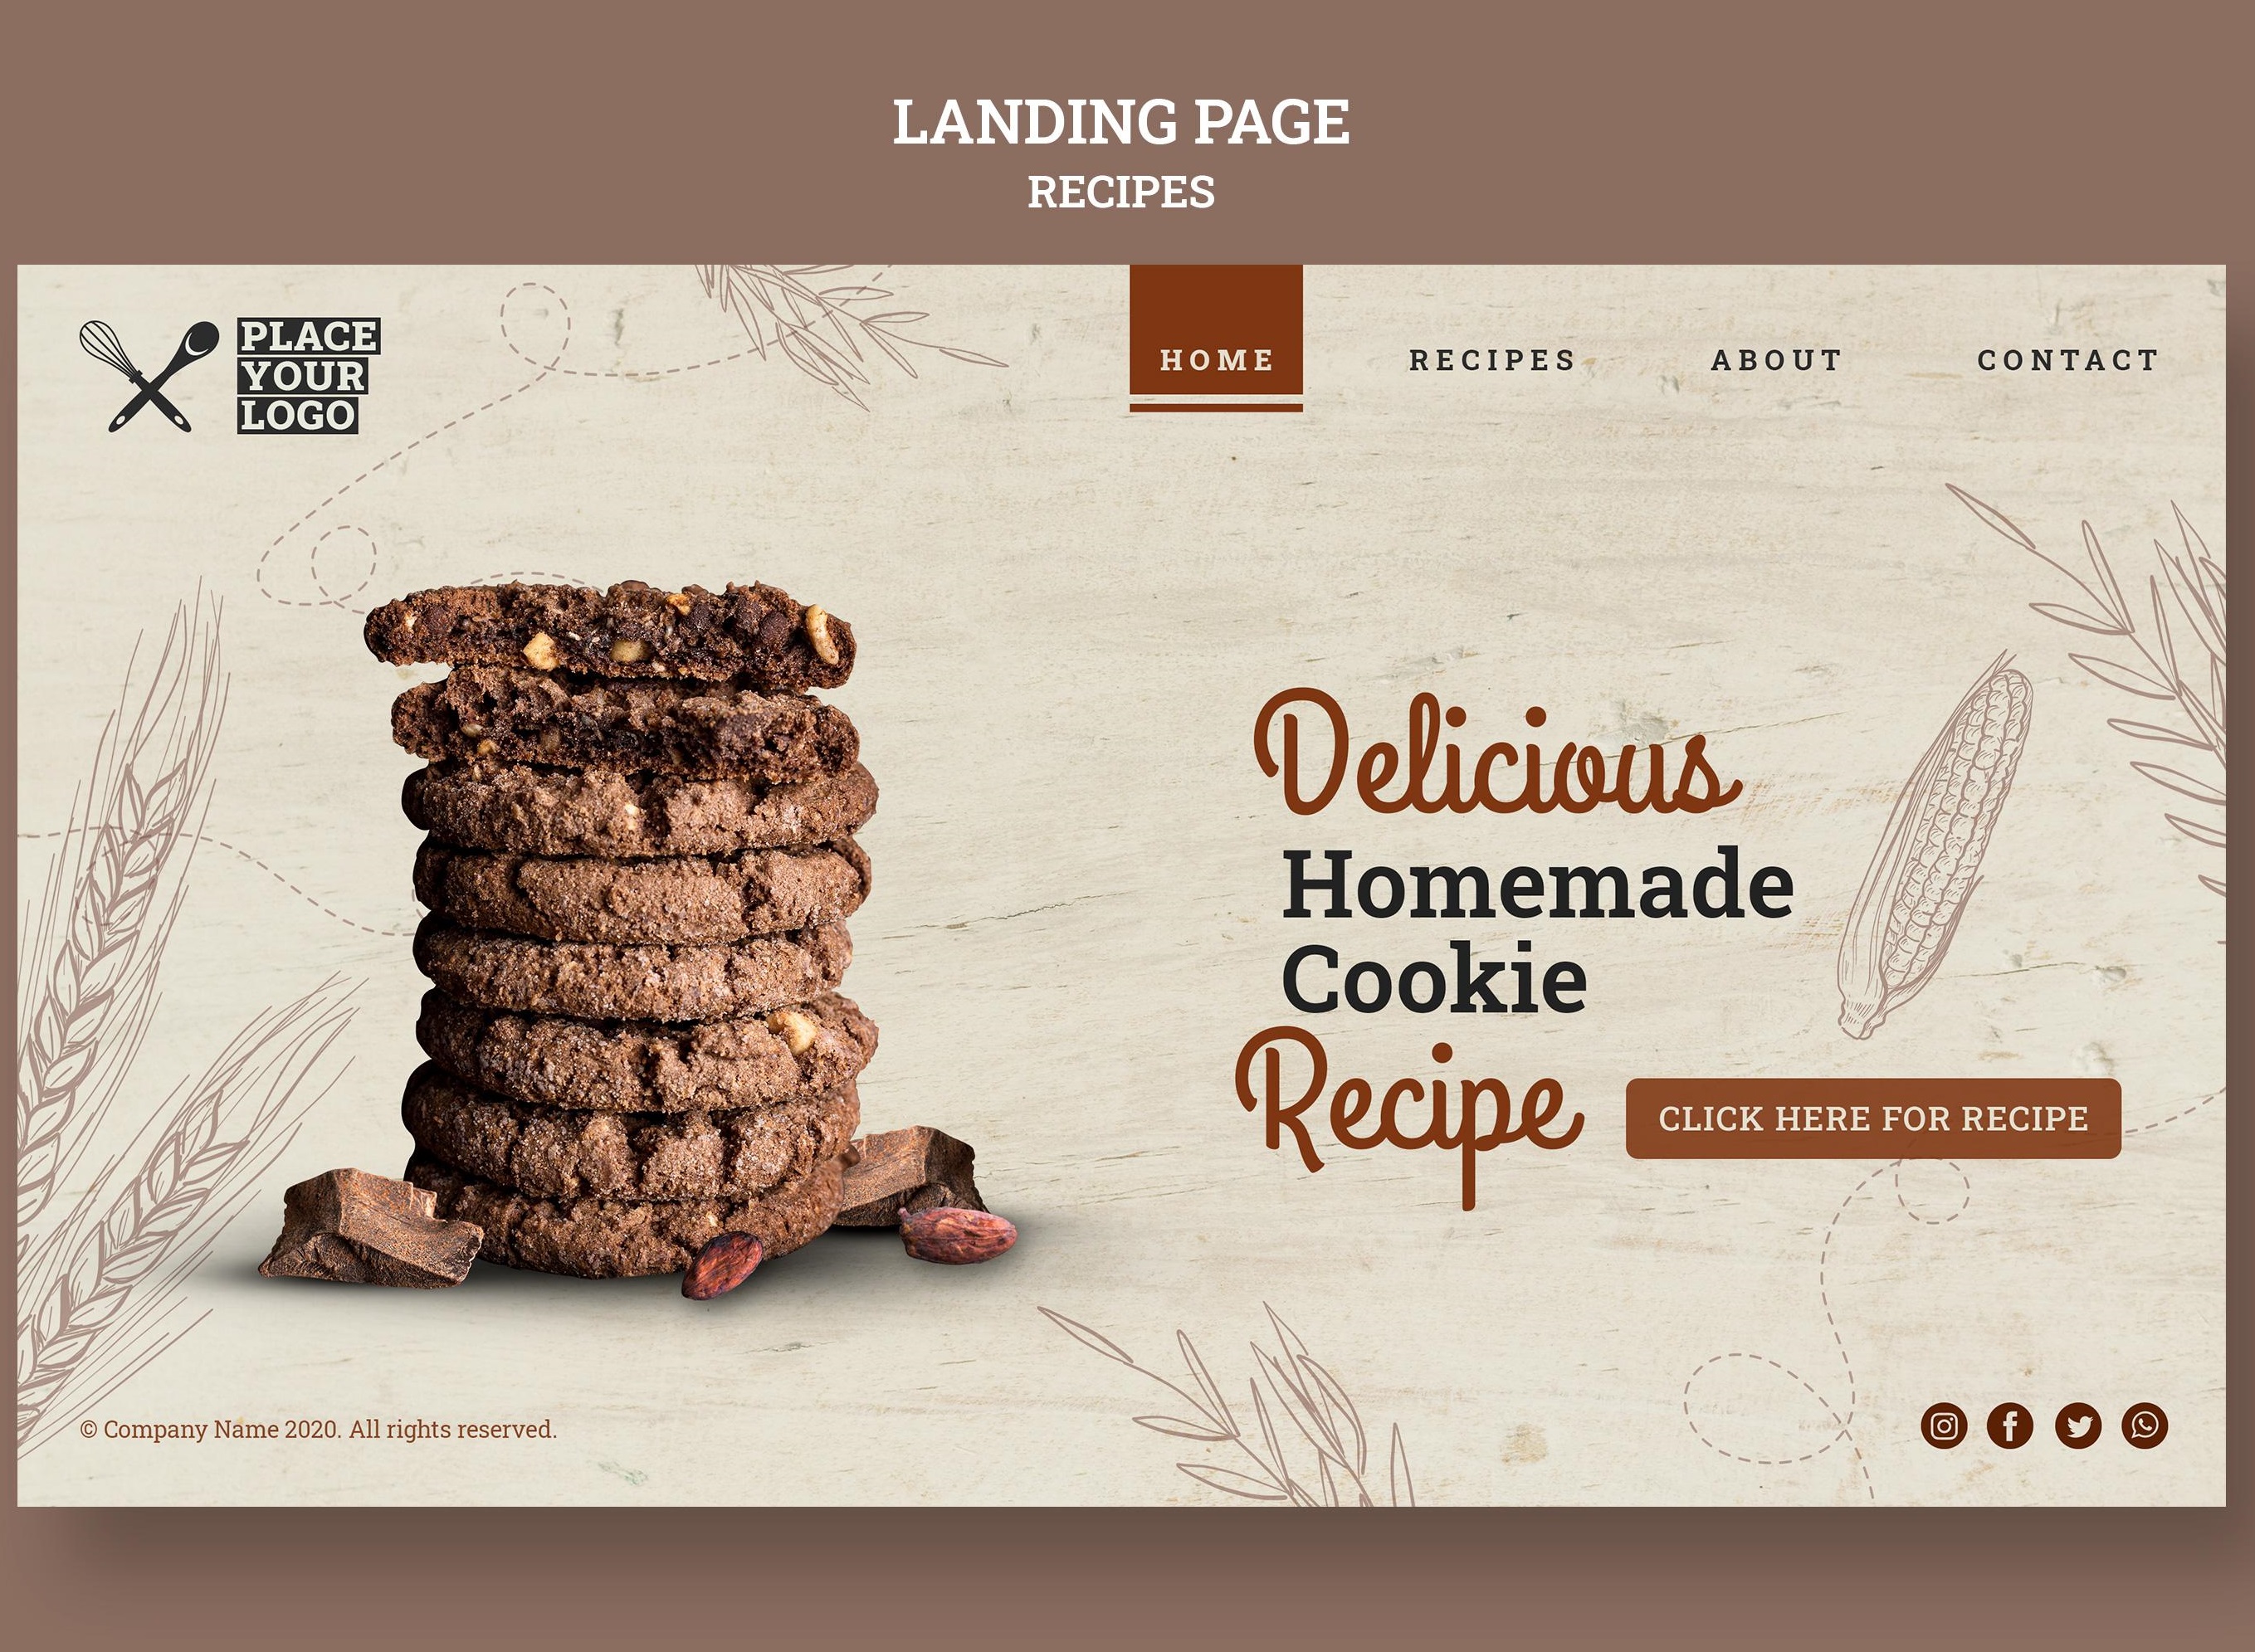 LANDING PAGE
RECIPES
PLACE
YOUR
LOGO
HOME RECIPES ABOUT CONTACT
Delicious
Homemade
Cookie
Recipe
CLICK HERE FOR RECIPE
© Company Name 2020. All rights reserved.